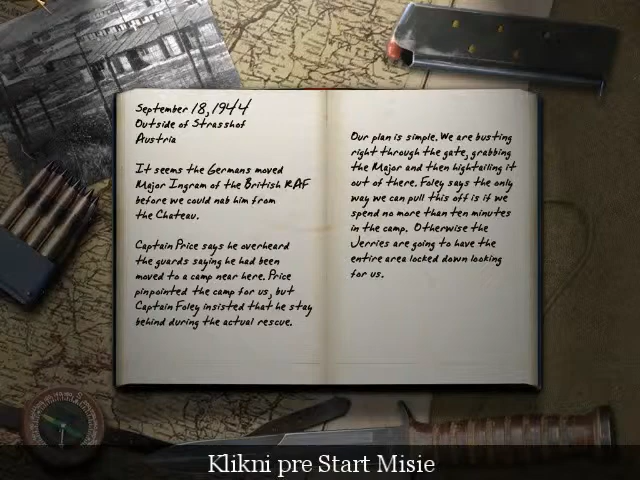 September 18, 1944
Outside of Strasshof
Austria
It seems the Germans moved
Major Ingram of the British RAF
before we could nab him from
the Chateau.
Captain Price says he overheard
the guards saying he had been
moved to a camp near here. Price
pinpointed the camp for us, but
Captain Foley insisted that he stay
behind during the actual rescue.
Our plan is simple. We are busting
right through the gate, grabbing
the Major and then hightailing it
out of there. Foley says the only
way we can pull this off is if we
spend no more than ten minutes
in the camp. Otherwise the
Jerries are going to have the
entire area locked down looking
for us.
Klikni pre Start Misie